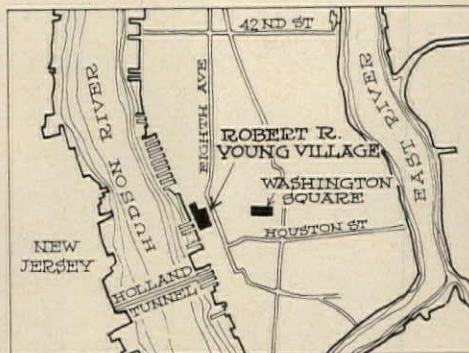 42ND ST
HUDSON RIVER
EIGHTH AVE
EAST RIVER
ROBERT R.
YOUNG VILLAGE
WASHINGTON
SQUARE
HOUSTON ST
NEW
JERSEY
HOLLAND
TUNNEL